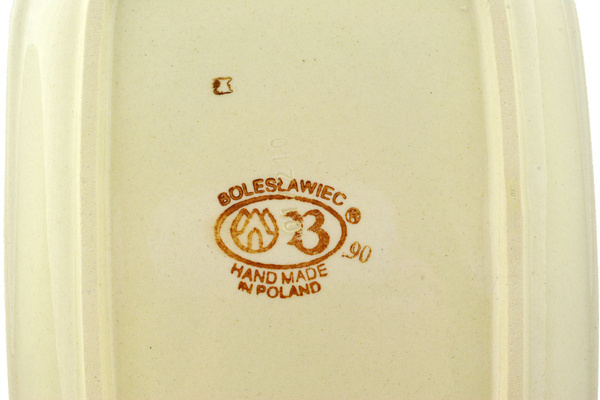 BOLESŁAWIEC ®
B
.90
HAND MADE
IN POLAND